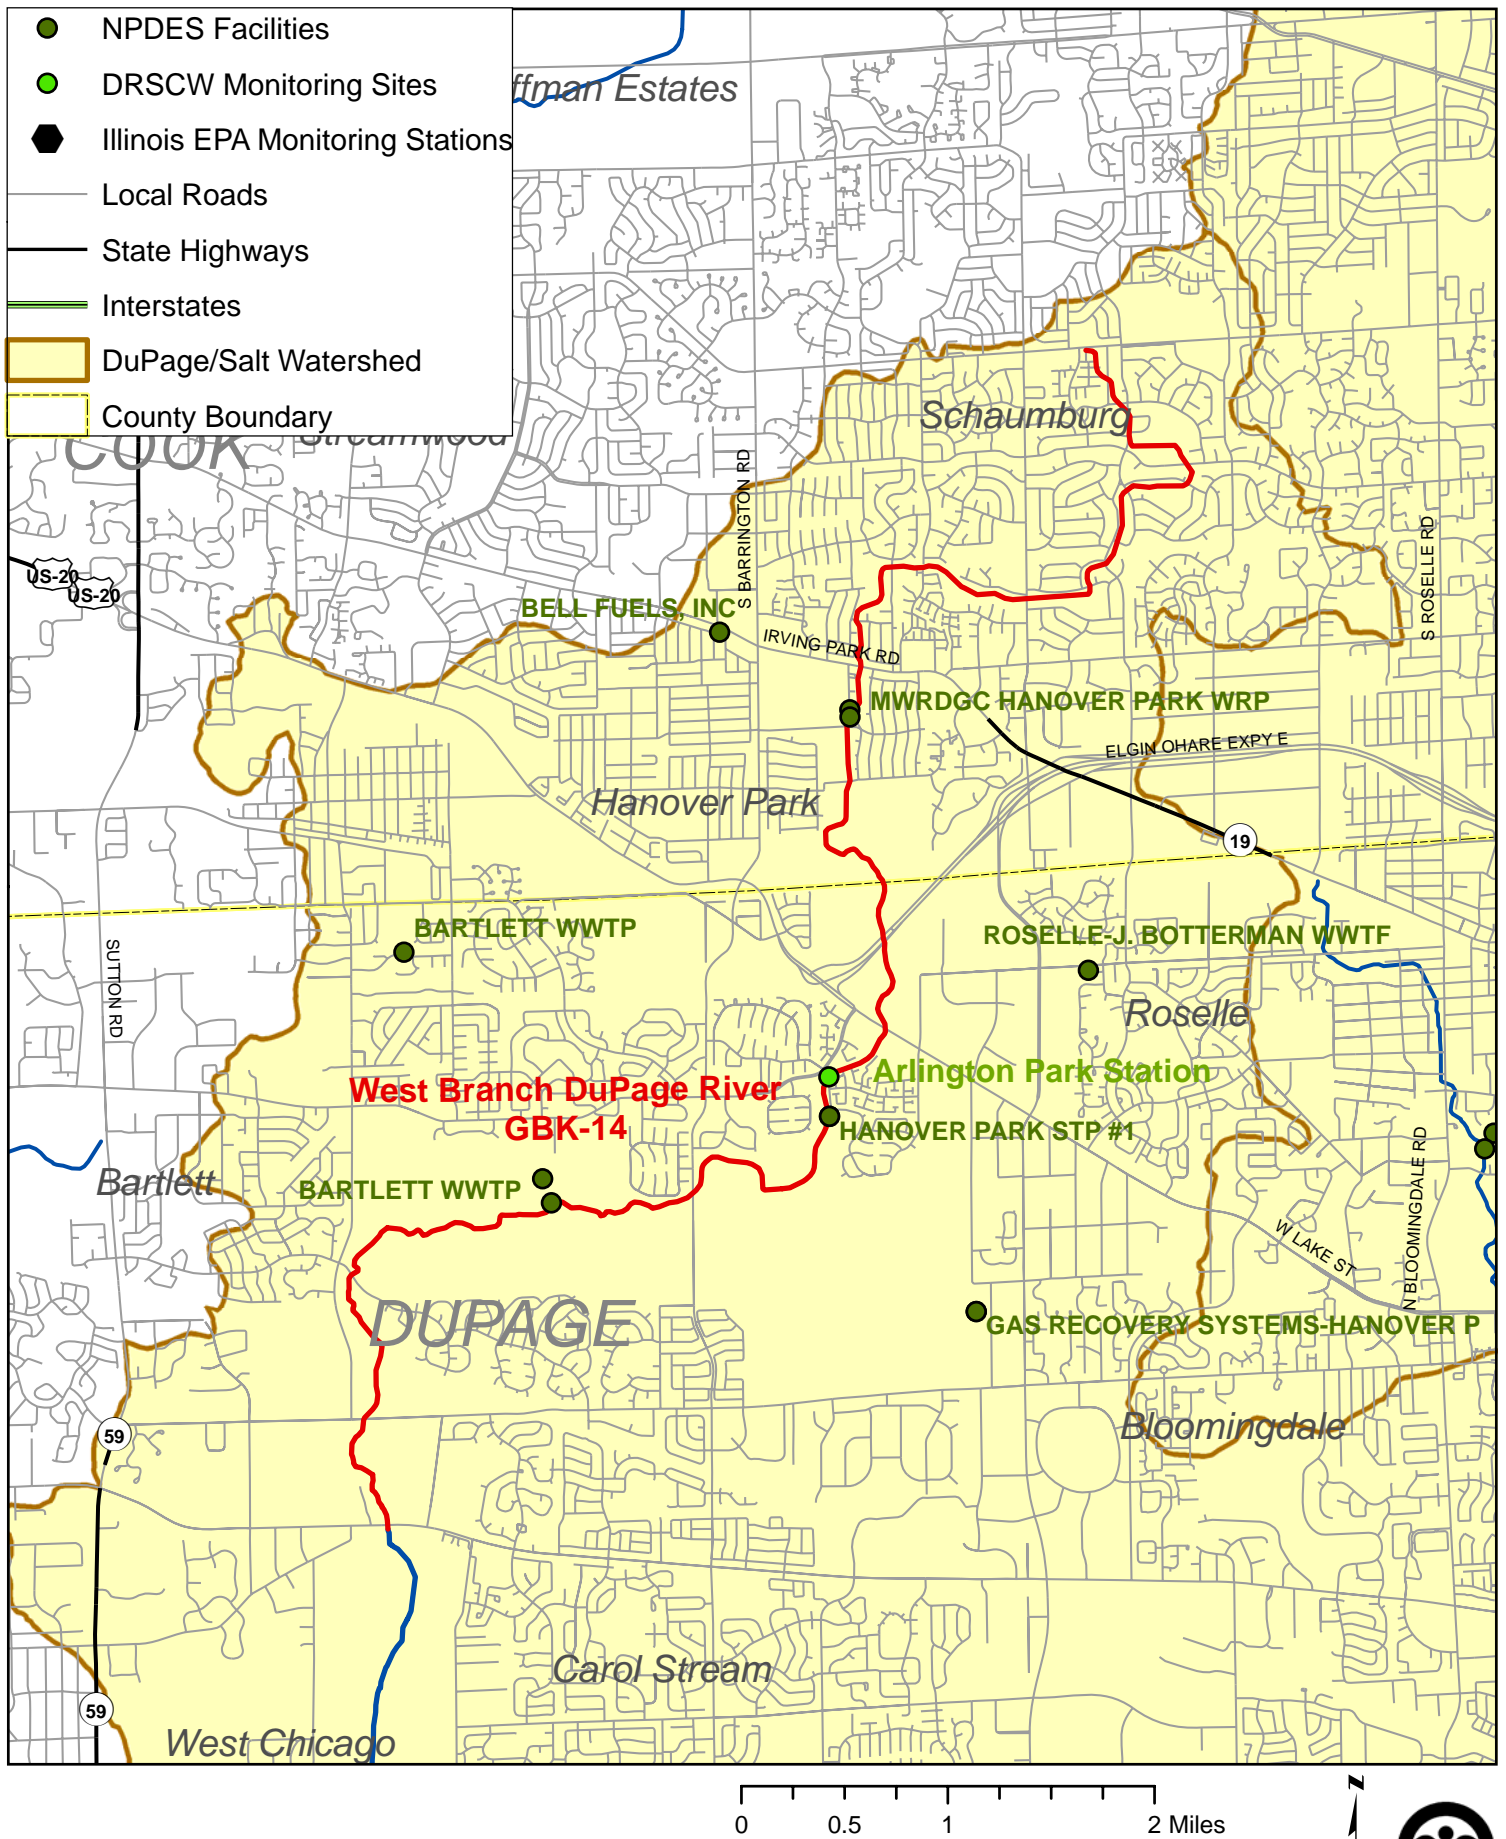 NPDES Facilities
DRSCW Monitoring Sites
Illinois EPA Monitoring Stations
Local Roads
State Highways
Interstates
DuPage/Salt Watershed
County Boundary
ffman Estates
Schaumburg
COOK
Streamwood
S BARRINGTON RD
S ROSELLE RD
US-20
US-20
BELL FUELS, INC
IRVING PARK RD
MWRDGC HANOVER PARK WRP
ELGIN OHARE EXPY E
Hanover Park
19
BARTLETT WWTP
ROSELLE-J. BOTTERMAN WWTF
SUTTON RD
Roselle
Arlington Park Station
West Branch DuPage River
GBK-14
HANOVER PARK STP #1
Bartlett
BARTLETT WWTP
N BLOOMINGDALE RD
W LAKE ST
DUPAGE
GAS RECOVERY SYSTEMS-HANOVER P
59
Bloomingdale
Carol Stream
59
West Chicago
z
0 0.5 1 2 Miles